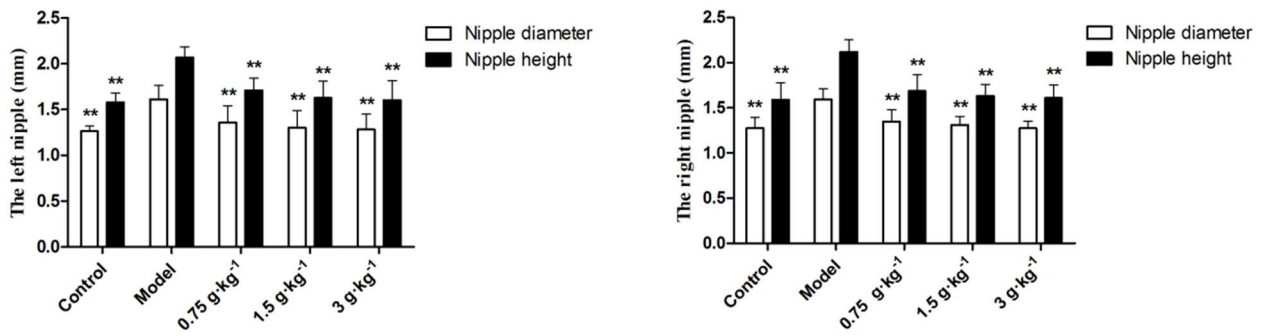 The left nipple (mm)
2.5
2.0
1.5
1.0
0.5
0.0
**
**
**
**
**
**
**
**
Control
Model
0.75 g·kg⁻¹
1.5 g·kg⁻¹
3 g·kg⁻¹
Nipple diameter
Nipple height
The right nipple (mm)
2.5
2.0
1.5
1.0
0.5
0.0
**
**
**
**
**
**
**
**
Control
Model
0.75 g·kg⁻¹
1.5 g·kg⁻¹
3 g·kg⁻¹
Nipple diameter
Nipple height